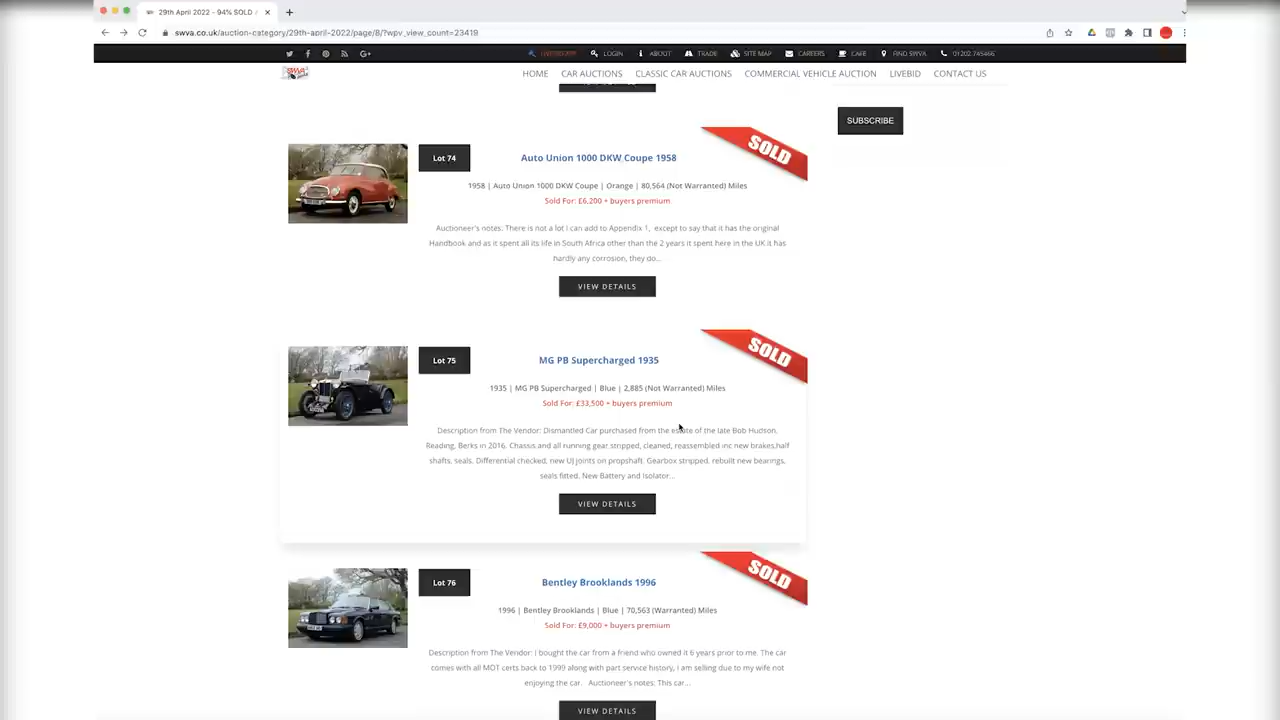 29th April 2022 - 94% SOLD
swva.co.uk/auction-category/29th-april-2022/page/8/?wpv_view_count=23419
LOGIN ABOUT TRADE SITE MAP CAREERS CAFE FIND SWVA 01202 745466
SWVA HOME CAR AUCTIONS CLASSIC CAR AUCTIONS COMMERCIAL VEHICLE AUCTION LIVEBID CONTACT US
SUBSCRIBE
SOLD
Lot 74 Auto Union 1000 DKW Coupe 1958
1958 | Auto Union 1000 DKW Coupe | Orange | 80,564 (Not Warranted) Miles
Sold For: £6,200 + buyers premium
Auctioneer's notes. There is not a lot I can add to Appendix 1, except to say that it has the original
Handbook and as it spent all its life in South Africa other than the 2 years it spent here in the UK it has
hardly any corrosion, they do...
VIEW DETAILS
SOLD
Lot 75 MG PB Supercharged 1935
1935 | MG PB Supercharged | Blue | 2,885 (Not Warranted) Miles
Sold For: £33,500 + buyers premium
Description from The Vendor: Dismantled Car purchased from the estate of the late Bob Hudson,
Reading, Berks in 2016. Chassis and all running gear stripped, cleaned, reassembled inc new brakes,half
shafts, seals. Differential checked, new UJ joints on propshaft. Gearbox stripped, rebuilt new bearings,
seals fitted. New Battery and Isolator...
VIEW DETAILS
SOLD
Lot 76 Bentley Brooklands 1996
1996 | Bentley Brooklands | Blue | 70,563 (Warranted) Miles
Sold For: £9,000 + buyers premium
Description from The Vendor: I bought the car from a friend who owned it 6 years prior to me. The car
comes with all MOT certs back to 1999 along with part service history, i am selling due to my wife not
enjoying the car. Auctioneer's notes: This car...
VIEW DETAILS